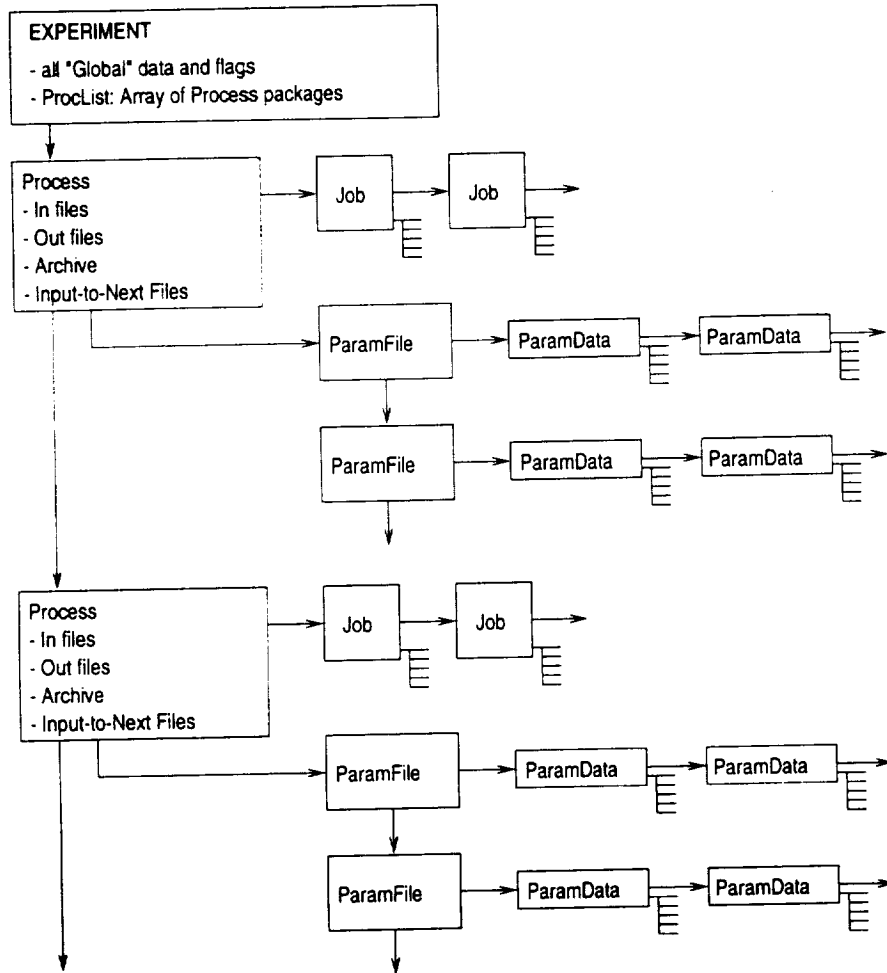 EXPERIMENT
- all "Global" data and flags
- ProcList: Array of Process packages
Process
- In files
- Out files
- Archive
- Input-to-Next Files
Job
Job
ParamFile
ParamData
ParamData
ParamFile
ParamData
ParamData
Process
- In files
- Out files
- Archive
- Input-to-Next Files
Job
Job
ParamFile
ParamData
ParamData
ParamFile
ParamData
ParamData